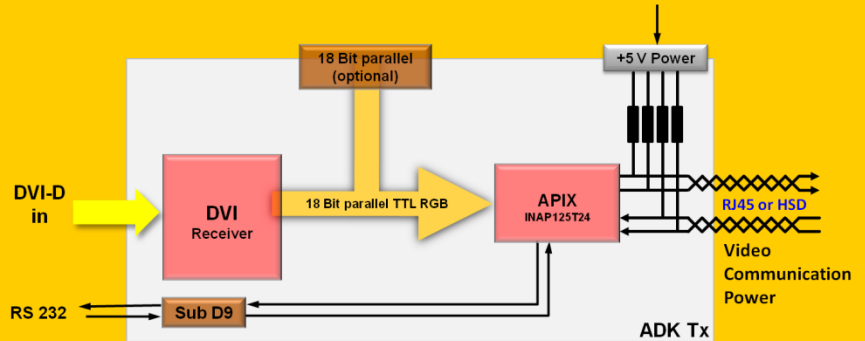 18 Bit parallel
(optional)
+5 V Power
DVI-D
in
DVI
Receiver
18 Bit parallel TTL RGB
APIX
INAP125T24
RJ45 or HSD
Video
Communication
Power
RS 232
Sub D9
ADK Tx